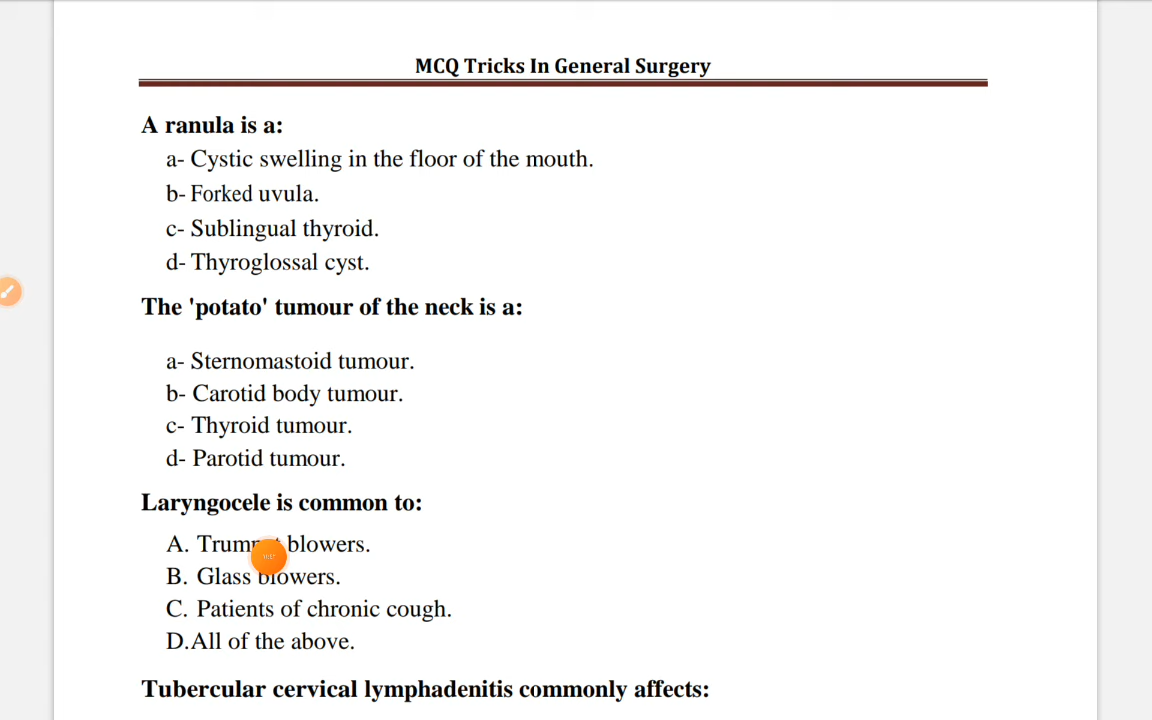 MCQ Tricks In General Surgery
A ranula is a:
a- Cystic swelling in the floor of the mouth.
b- Forked uvula.
c- Sublingual thyroid.
d- Thyroglossal cyst.
The 'potato' tumour of the neck is a:
a- Sternomastoid tumour.
b- Carotid body tumour.
c- Thyroid tumour.
d- Parotid tumour.
Laryngocele is common to:
A. Trumpet blowers.
B. Glass blowers.
C. Patients of chronic cough.
D.All of the above.
Tubercular cervical lymphadenitis commonly affects: